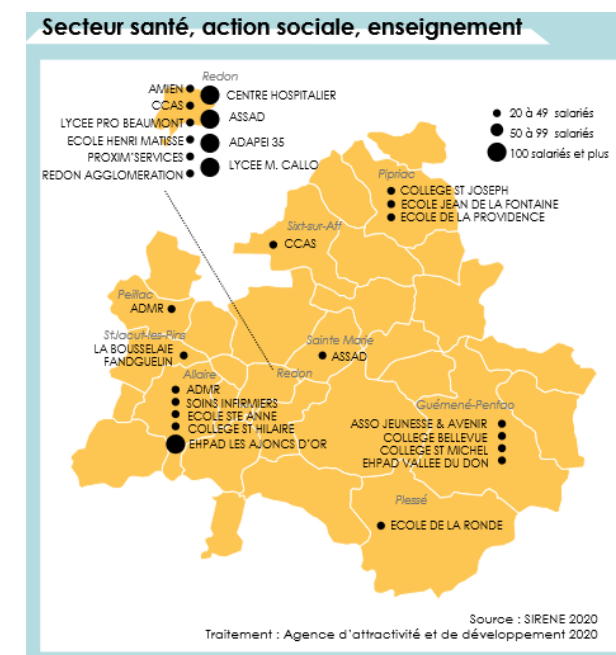 Secteur santé, action sociale, enseignement
Redon
AMIEN
CCAS
LYCEE PRO BEAUMONT
ECOLE HENRI MATISSE
PROXIM'SERVICES
REDON AGGLOMERATION
CENTRE HOSPITALIER
ASSAD
ADAPEI 35
LYCEE M. CALLO
20 à 49 salariés
50 à 99 salariés
100 salariés et plus
Pipriac
COLLEGE ST JOSEPH
ECOLE JEAN DE LA FONTAINE
ECOLE DE LA PROVIDENCE
Sixt-sur-Aff
CCAS
Peillac
ADMR
StJacut-les-Pins
LA BOUSSELAIE
FANDGUELIN
Sainte Marie
ASSAD
Allaire
ADMR
SOINS INFIRMIERS
ECOLE STE ANNE
COLLEGE ST HILAIRE
EHPAD LES AJONCS D'OR
Redon
Guémené-Penfao
ASSO JEUNESSE & AVENIR
COLLEGE BELLEVUE
COLLEGE ST MICHEL
EHPAD VALLEE DU DON
Plessé
ECOLE DE LA RONDE
Source : SIRENE 2020
Traitement : Agence d'attractivité et de développement 2020